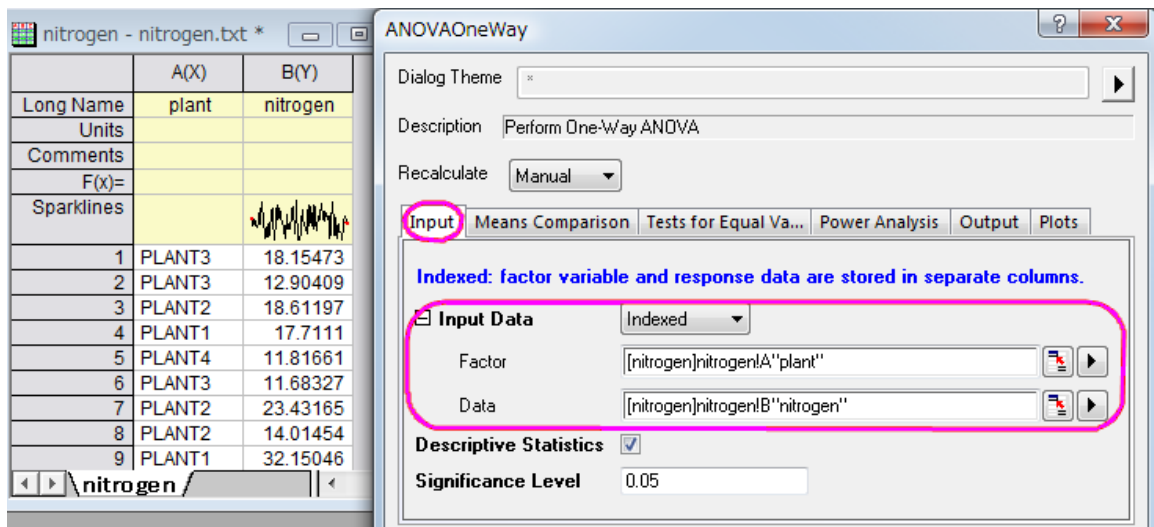 nitrogen - nitrogen.txt *
A(X) B(Y)
Long Name plant nitrogen
Units
Comments
F(x)=
Sparklines
1 PLANT3 18.15473
2 PLANT3 12.90409
3 PLANT2 18.61197
4 PLANT1 17.7111
5 PLANT4 11.81661
6 PLANT3 11.68327
7 PLANT2 23.43165
8 PLANT2 14.01454
9 PLANT1 32.15046
nitrogen
ANOVAOneWay
Dialog Theme *
Description Perform One-Way ANOVA
Recalculate Manual
Input Means Comparison Tests for Equal Va... Power Analysis Output Plots
Indexed: factor variable and response data are stored in separate columns.
Input Data Indexed
Factor [nitrogen]nitrogen!A"plant"
Data [nitrogen]nitrogen!B"nitrogen"
Descriptive Statistics
Significance Level 0.05